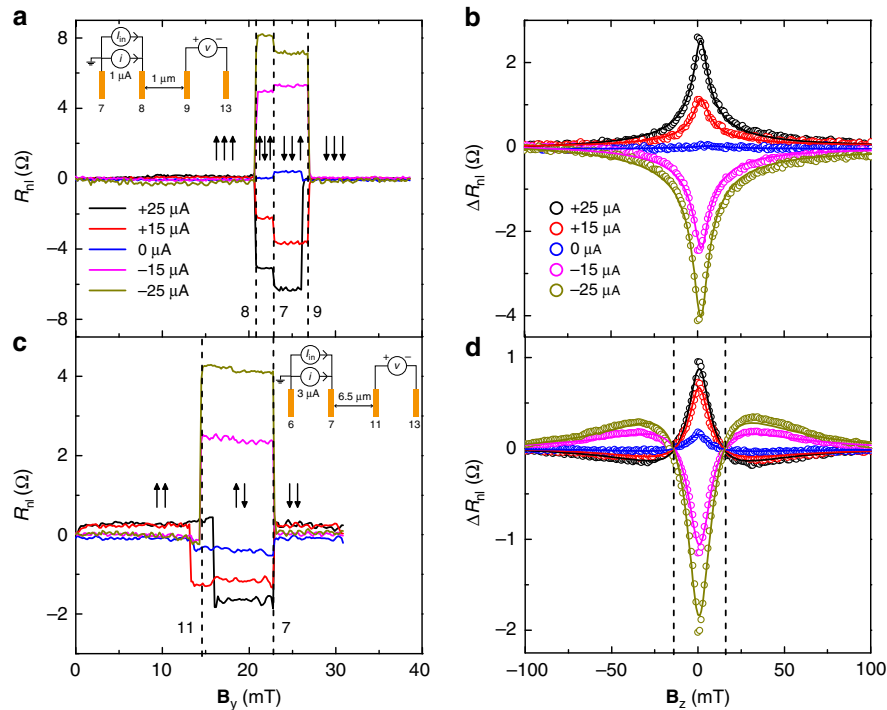 a
8
4
0
−4
−8
R_nl (Ω)
I_in
i
1 μA
1 μm
+ −
v
7 8 9 13
+25 μA
+15 μA
0 μA
−15 μA
−25 μA
8 7 9
b
2
0
−2
−4
ΔR_nl (Ω)
+25 μA
+15 μA
0 μA
−15 μA
−25 μA
c
4
2
0
−2
R_nl (Ω)
I_in
i
3 μA
6.5 μm
+ −
v
6 7 11 13
11 7
0 10 20 30 40
B_y (mT)
d
1
0
−1
−2
ΔR_nl (Ω)
−100 −50 0 50 100
B_z (mT)